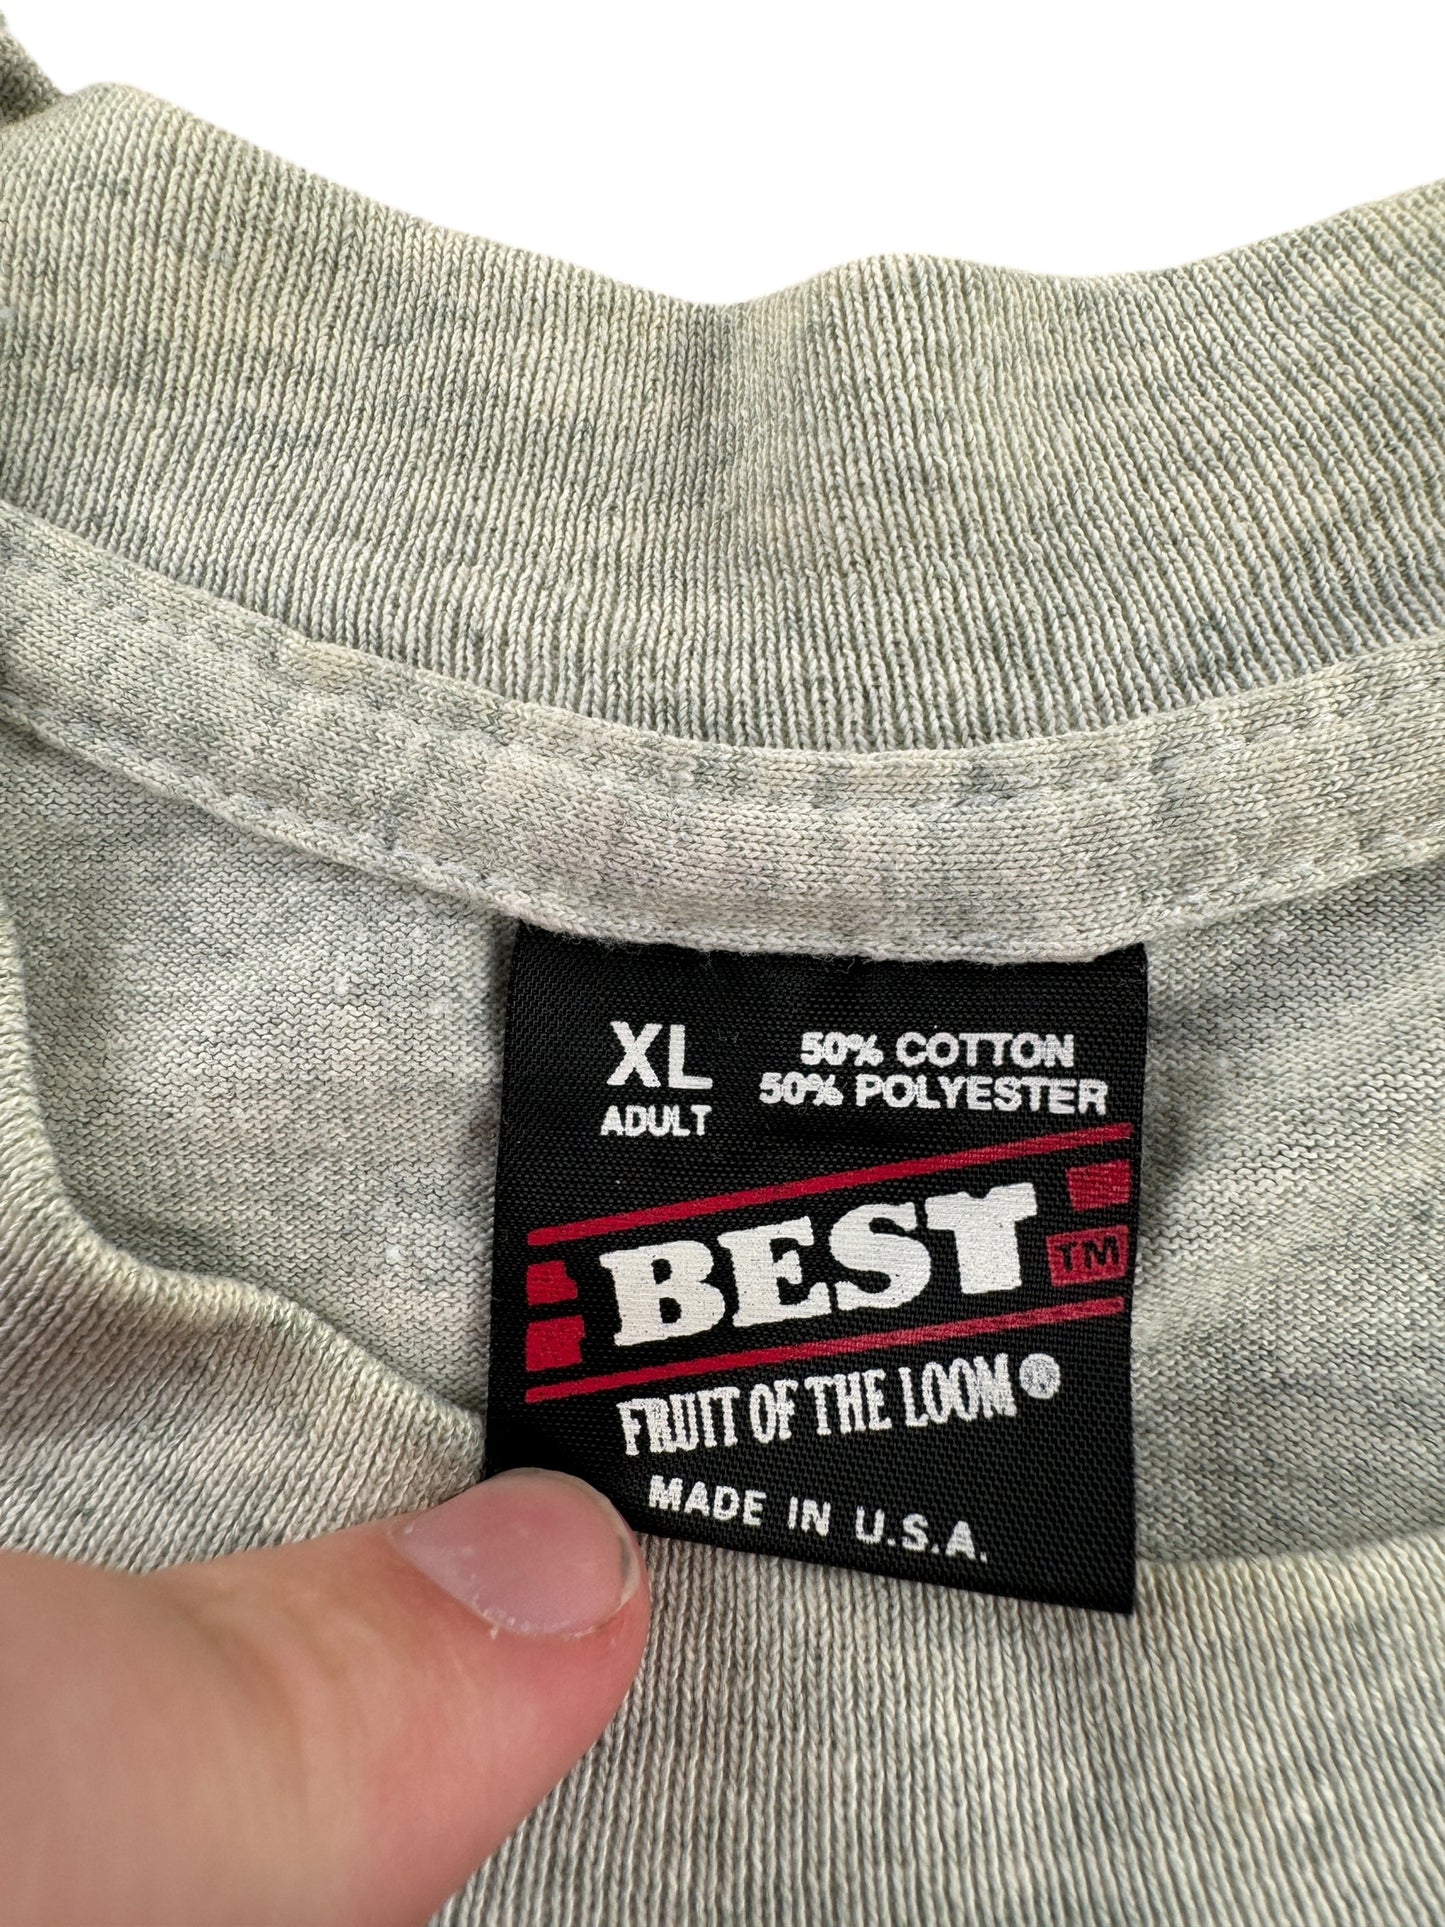 XL
ADULT
50% COTTON
50% POLYESTER
BEST
TM
FRUIT OF THE LOOM®
MADE IN U.S.A.